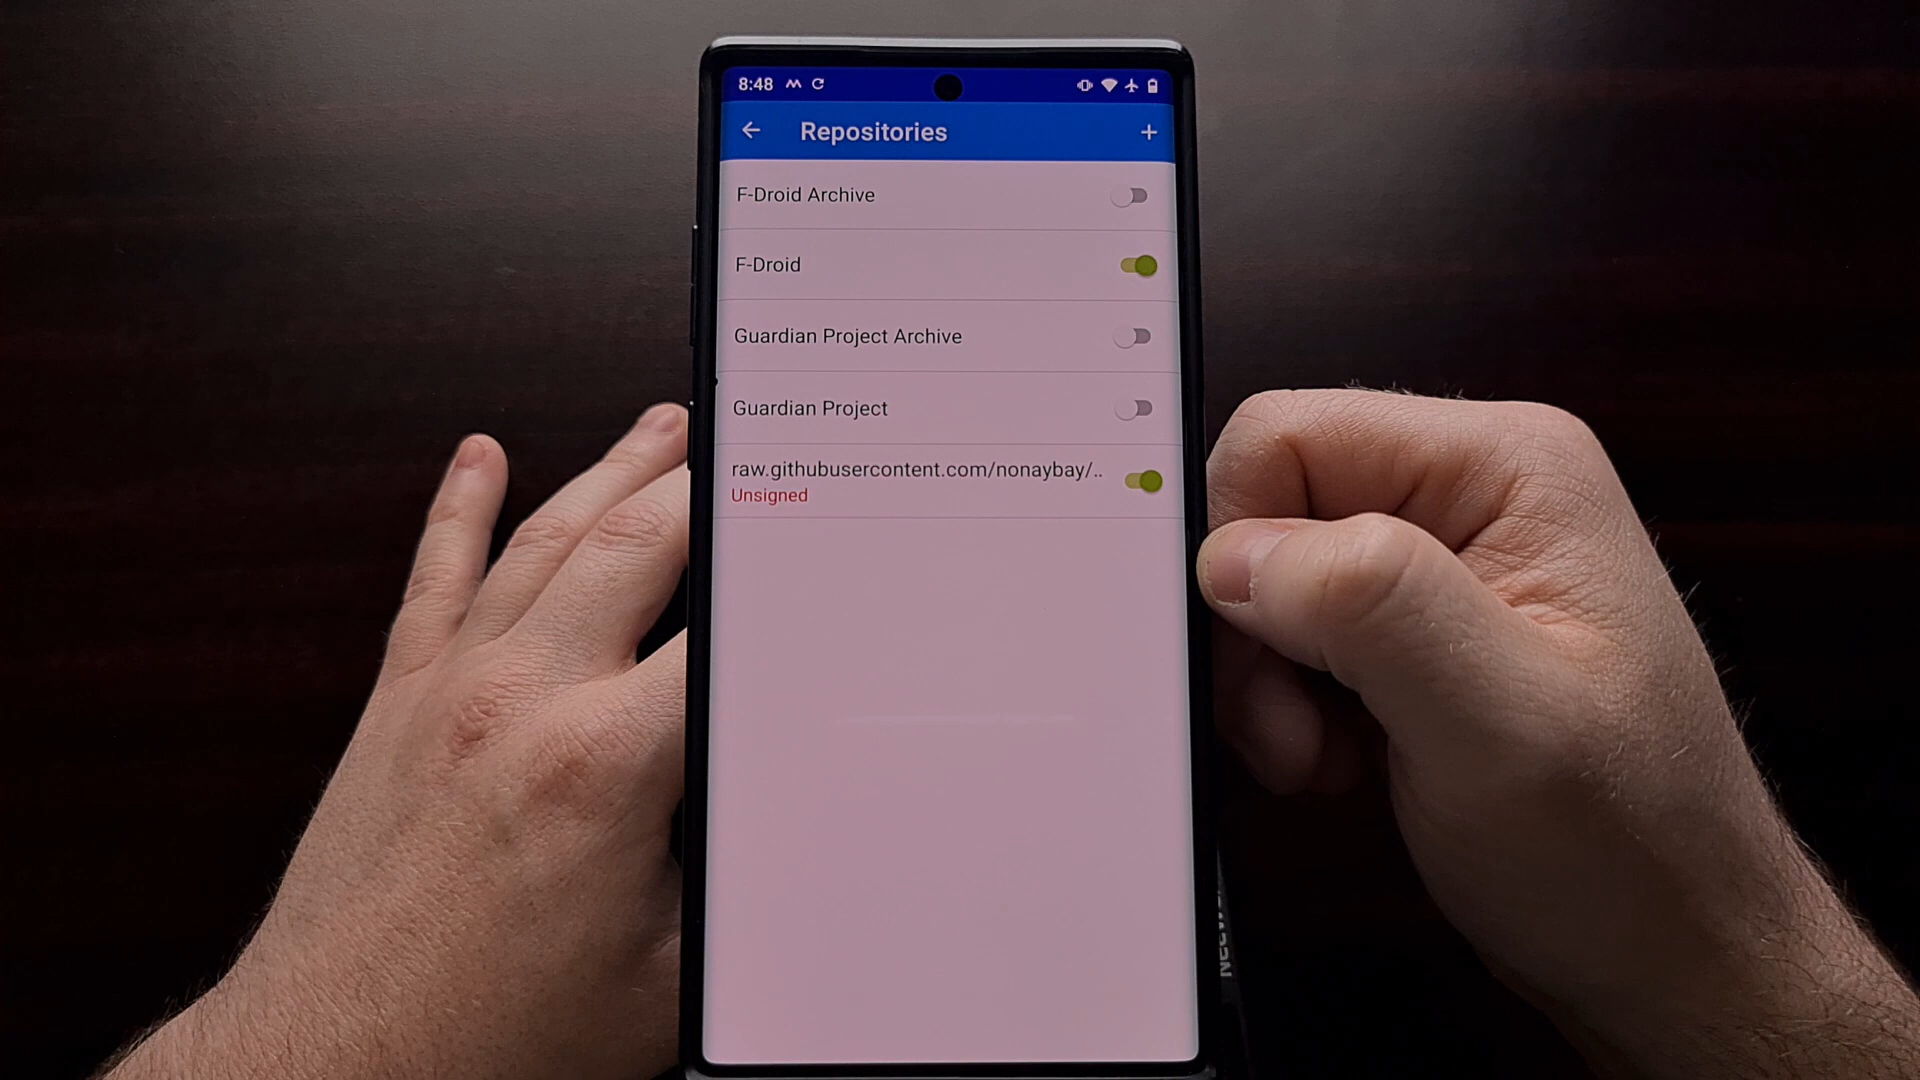 8:48
Repositories
F-Droid Archive
F-Droid
Guardian Project Archive
Guardian Project
raw.githubusercontent.com/nonaybay/..
Unsigned